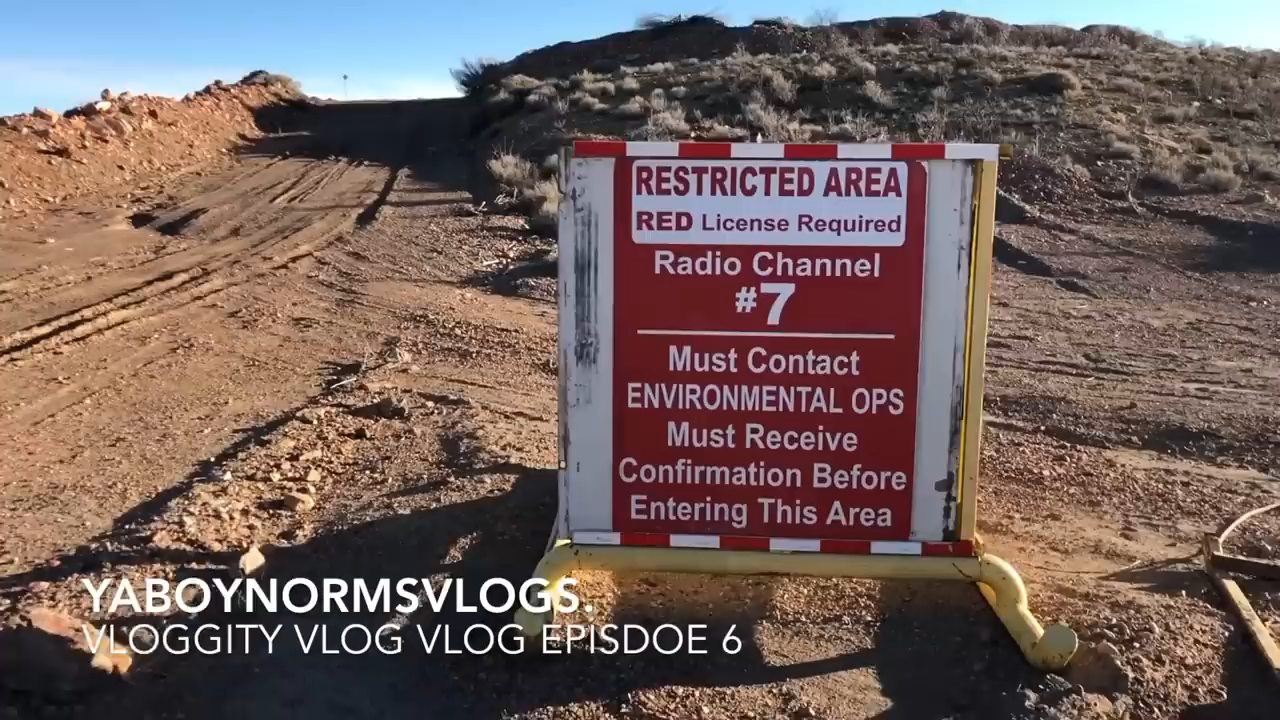 RESTRICTED AREA
RED License Required
Radio Channel
#7
Must Contact
ENVIRONMENTAL OPS
Must Receive
Confirmation Before
Entering This Area
YABOYNORMSVLOGS.
VLOGGITY VLOG VLOG EPISDOE 6